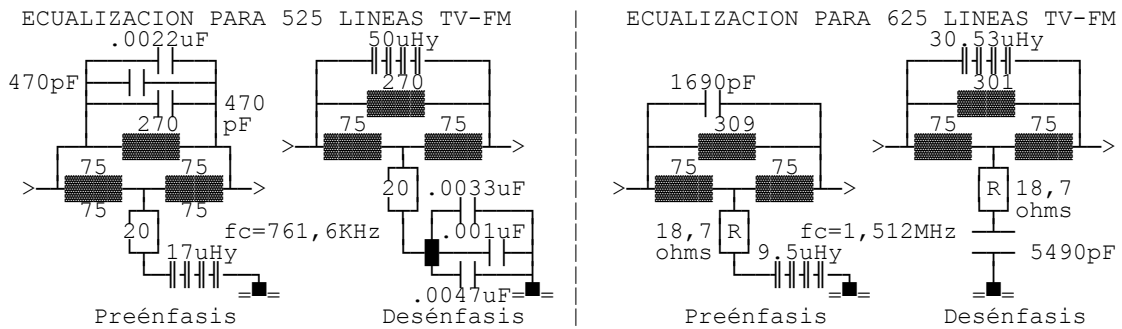 ECUALIZACION PARA 525 LINEAS TV-FM
.0022uF
470pF
470
pF
270
75
75
75
75
20
17uHy
fc=761,6KHz
Preénfasis
50uHy
270
75
75
20
.0033uF
.001uF
.0047uF
Desénfasis
ECUALIZACION PARA 625 LINEAS TV-FM
1690pF
309
75
75
18,7
ohms
R
9.5uHy
fc=1,512MHz
Preénfasis
30.53uHy
301
75
75
R
18,7
ohms
5490pF
Desénfasis